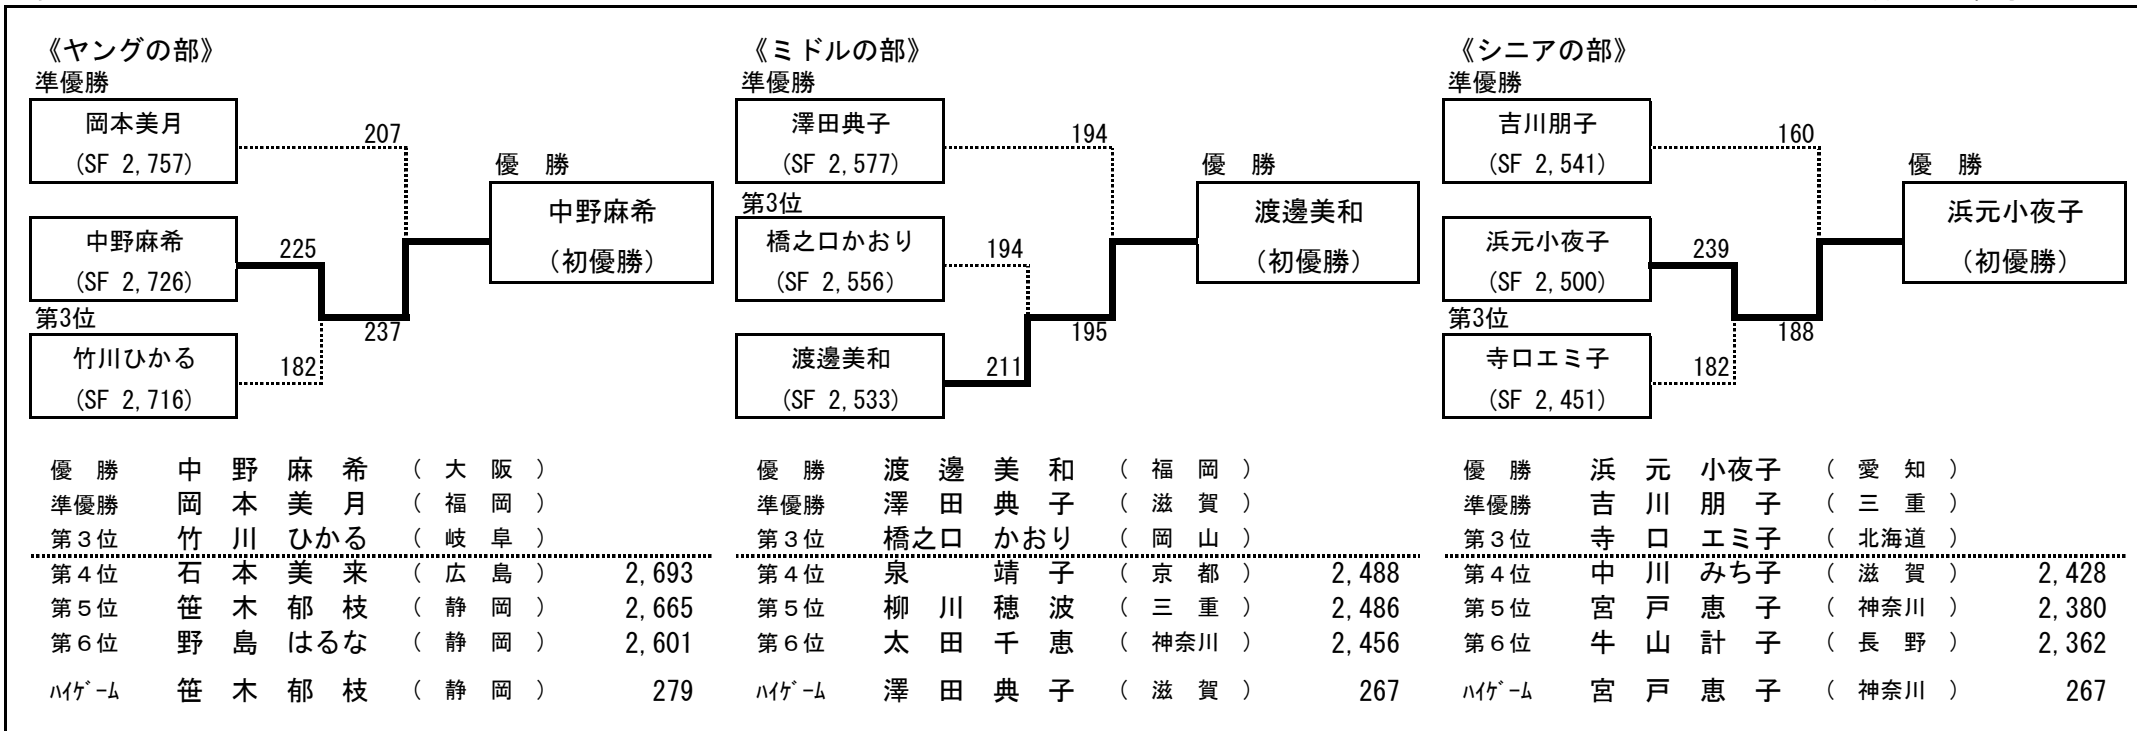 《ヤングの部》
準優勝
岡本美月
(SF 2,757)
207
優　勝
中野麻希
(初優勝)
中野麻希
(SF 2,726)
225
237
第3位
竹川ひかる
(SF 2,716)
182
優　勝　中　野　麻　希　(　大　阪　)
準優勝　岡　本　美　月　(　福　岡　)
第３位　竹　川　ひかる　(　岐　阜　)
第４位　石　本　美　来　(　広　島　)　2,693
第５位　笹　木　郁　枝　(　静　岡　)　2,665
第６位　野　島　はるな　(　静　岡　)　2,601
ﾊｲｹﾞｰﾑ　笹　木　郁　枝　(　静　岡　)　279
《ミドルの部》
準優勝
澤田典子
(SF 2,577)
194
優　勝
渡邊美和
(初優勝)
第3位
橋之口かおり
(SF 2,556)
194
195
渡邊美和
(SF 2,533)
211
優　勝　渡　邊　美　和　(　福　岡　)
準優勝　澤　田　典　子　(　滋　賀　)
第３位　橋之口　かおり　(　岡　山　)
第４位　泉　　　靖　子　(　京　都　)　2,488
第５位　柳　川　穂　波　(　三　重　)　2,486
第６位　太　田　千　恵　(　神奈川　)　2,456
ﾊｲｹﾞｰﾑ　澤　田　典　子　(　滋　賀　)　267
《シニアの部》
準優勝
吉川朋子
(SF 2,541)
160
優　勝
浜元小夜子
(初優勝)
浜元小夜子
(SF 2,500)
239
188
第3位
寺口エミ子
(SF 2,451)
182
優　勝　浜　元　小夜子　(　愛　知　)
準優勝　吉　川　朋　子　(　三　重　)
第３位　寺　口　エミ子　(　北海道　)
第４位　中　川　みち子　(　滋　賀　)　2,428
第５位　宮　戸　恵　子　(　神奈川　)　2,380
第６位　牛　山　計　子　(　長　野　)　2,362
ﾊｲｹﾞｰﾑ　宮　戸　恵　子　(　神奈川　)　267